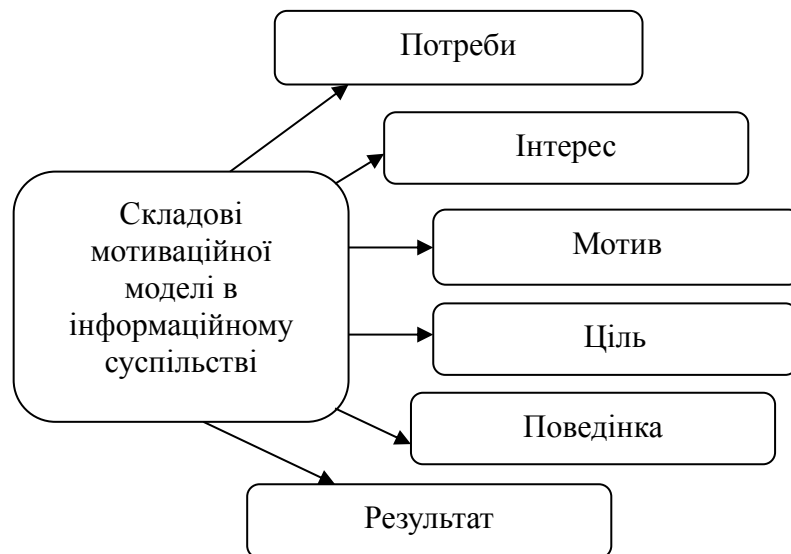 Потреби
Інтерес
Складові
мотиваційної
моделі в
інформаційному
суспільстві
Мотив
Ціль
Поведінка
Результат